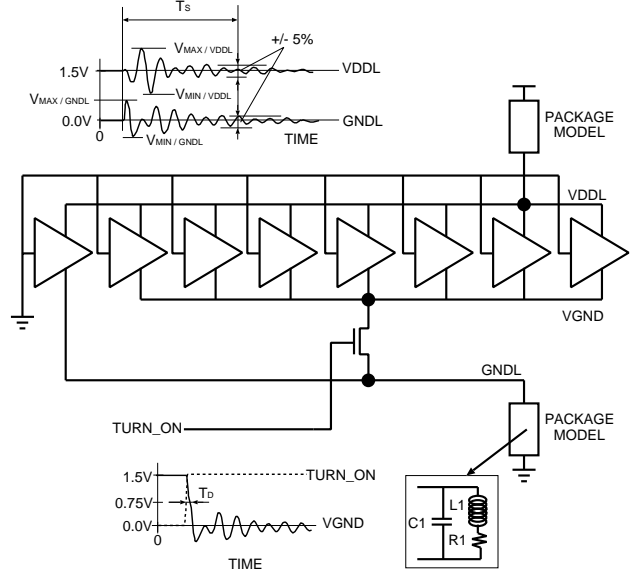 TS
+/- 5%
VMAX / VDDL
1.5V
VDDL
VMAX / GNDL
VMIN / VDDL
0.0V
GNDL
0
VMIN / GNDL
TIME
PACKAGE
MODEL
VDDL
VGND
GNDL
TURN_ON
PACKAGE
MODEL
1.5V
TURN_ON
TD
0.75V
0.0V
VGND
0
TIME
L1
C1
R1